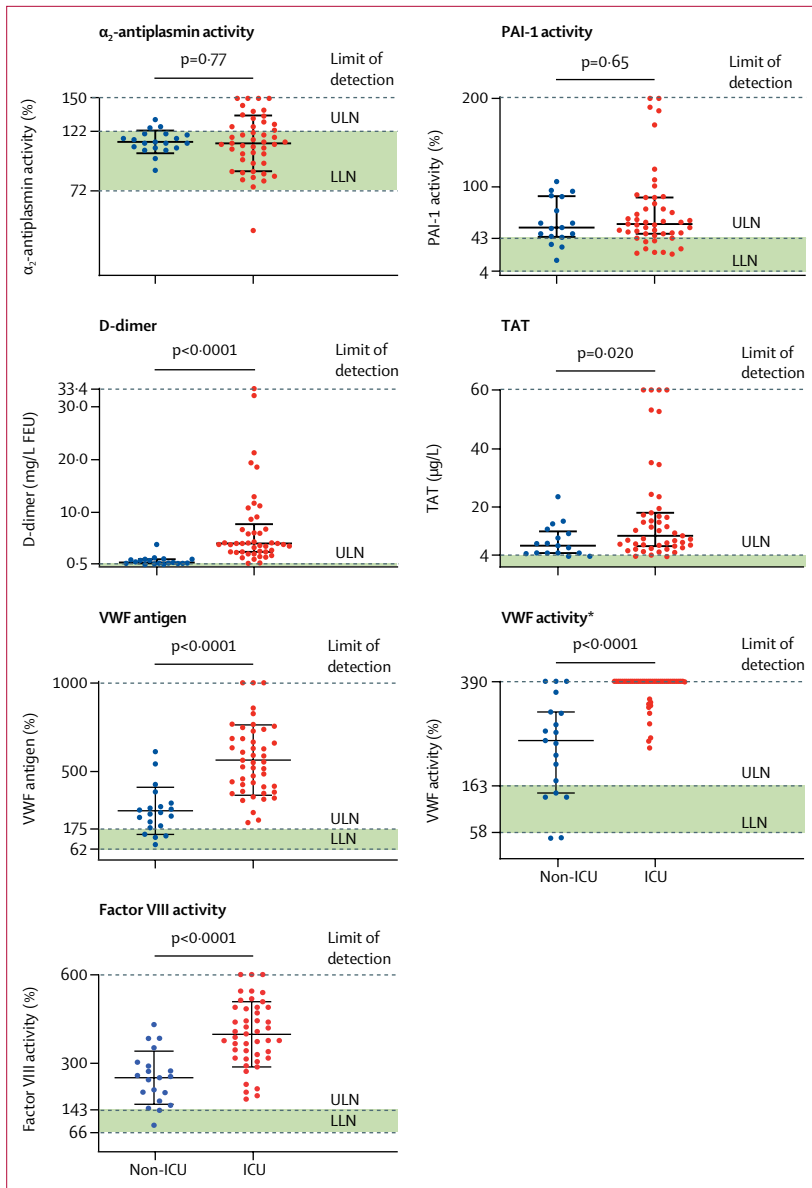 α₂-antiplasmin activity
p=0·77
Limit of
detection
150
ULN
122
LLN
72
α₂-antiplasmin activity (%)
PAI-1 activity
p=0·65
Limit of
detection
200
100
ULN
43
LLN
4
PAI-1 activity (%)
D-dimer
p<0·0001
Limit of
detection
33·4
30·0
20·0
10·0
ULN
0·5
D-dimer (mg/L FEU)
TAT
p=0·020
Limit of
detection
60
40
20
ULN
4
TAT (μg/L)
VWF antigen
p<0·0001
Limit of
detection
1000
500
ULN
175
LLN
62
VWF antigen (%)
VWF activity*
p<0·0001
Limit of
detection
390
ULN
163
LLN
58
VWF activity (%)
Non-ICU
ICU
Factor VIII activity
p<0·0001
Limit of
detection
600
300
ULN
143
LLN
66
Factor VIII activity (%)
Non-ICU
ICU